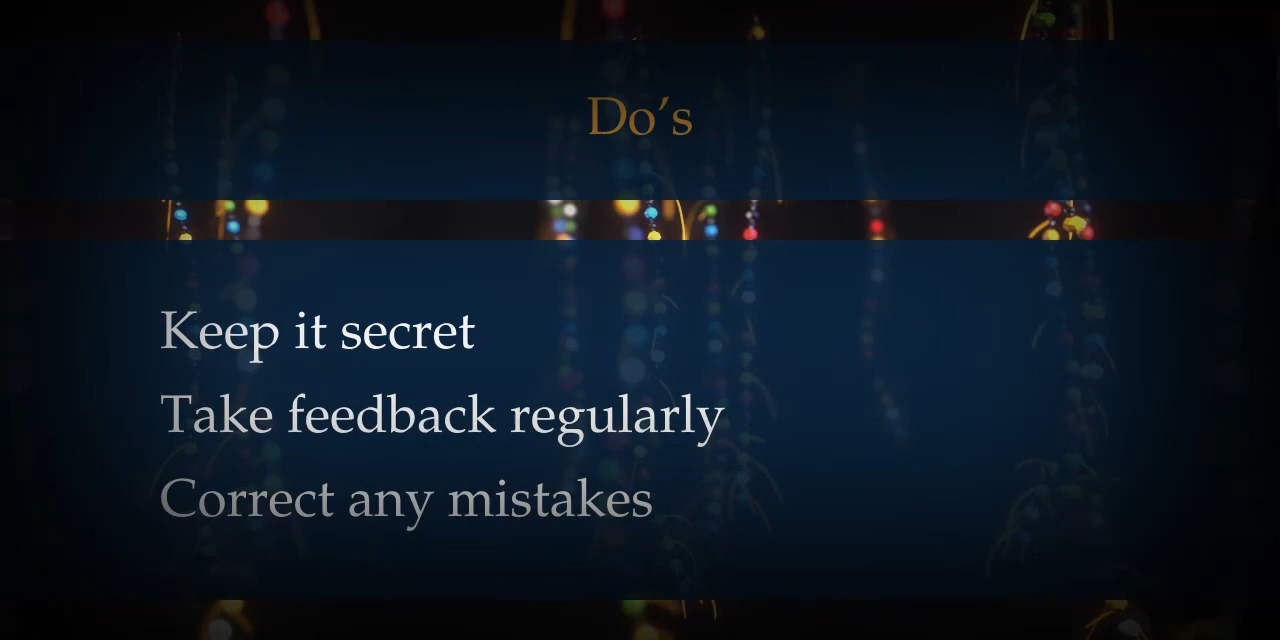 Do’s
Keep it secret
Take feedback regularly
Correct any mistakes